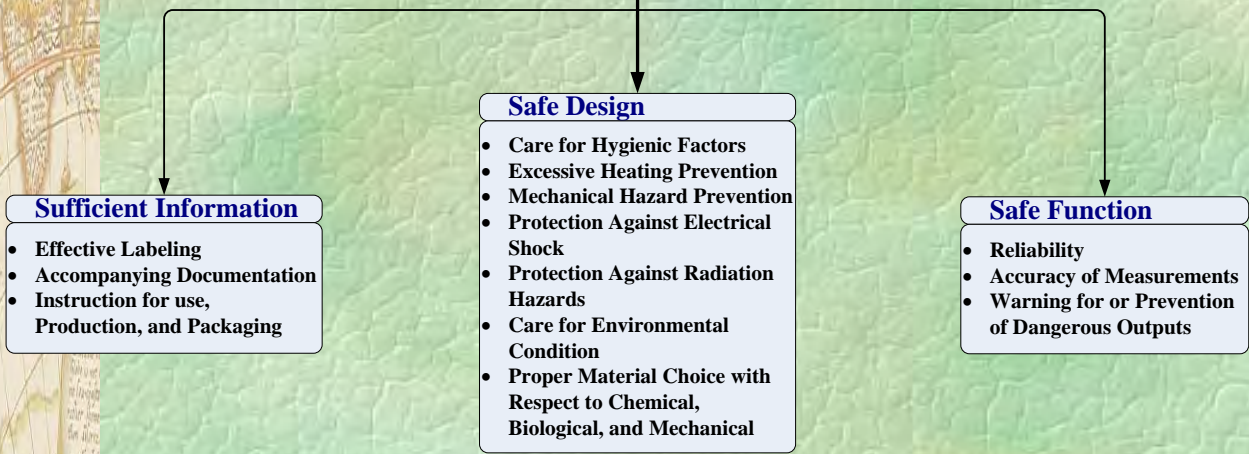 Sufficient Information
• Effective Labeling
• Accompanying Documentation
• Instruction for use,
Production, and Packaging
Safe Design
• Care for Hygienic Factors
• Excessive Heating Prevention
• Mechanical Hazard Prevention
• Protection Against Electrical
Shock
• Protection Against Radiation
Hazards
• Care for Environmental
Condition
• Proper Material Choice with
Respect to Chemical,
Biological, and Mechanical
Safe Function
• Reliability
• Accuracy of Measurements
• Warning for or Prevention
of Dangerous Outputs